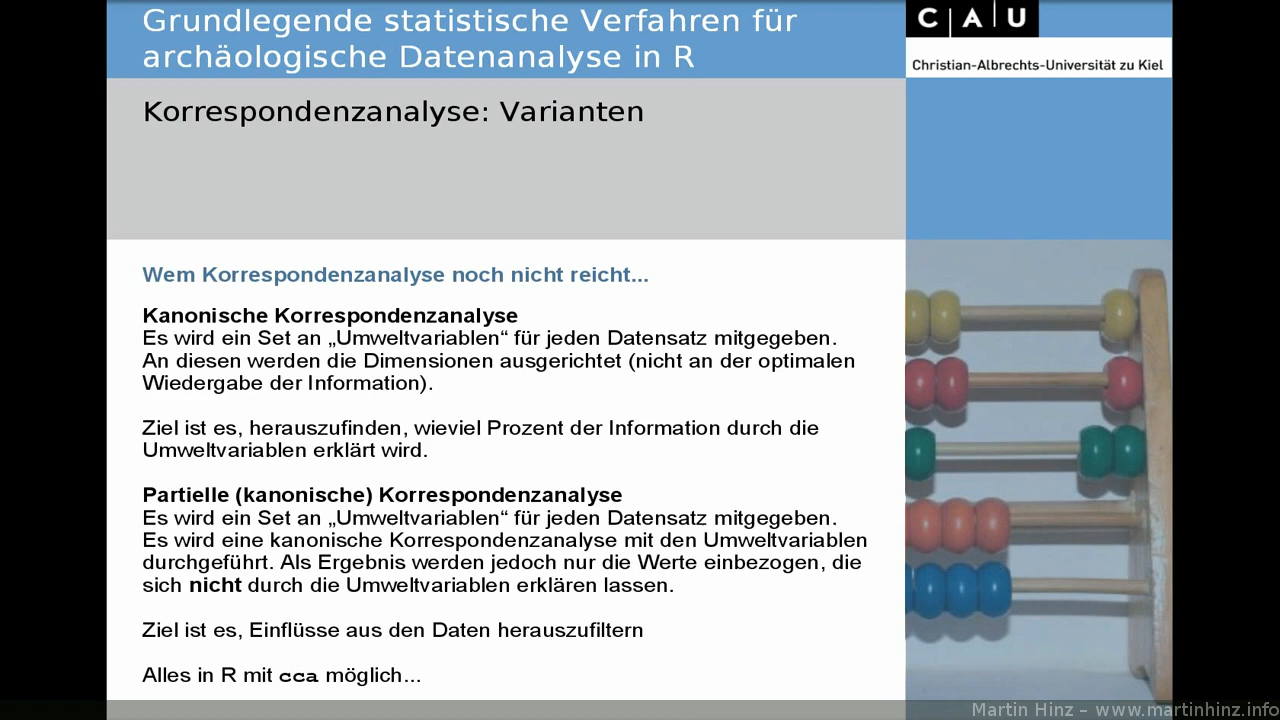 Grundlegende statistische Verfahren für
archäologische Datenanalyse in R
C | A | U
Christian-Albrechts-Universität zu Kiel
Korrespondenzanalyse: Varianten
Wem Korrespondenzanalyse noch nicht reicht...
Kanonische Korrespondenzanalyse
Es wird ein Set an „Umweltvariablen“ für jeden Datensatz mitgegeben.
An diesen werden die Dimensionen ausgerichtet (nicht an der optimalen
Wiedergabe der Information).
Ziel ist es, herauszufinden, wieviel Prozent der Information durch die
Umweltvariablen erklärt wird.
Partielle (kanonische) Korrespondenzanalyse
Es wird ein Set an „Umweltvariablen“ für jeden Datensatz mitgegeben.
Es wird eine kanonische Korrespondenzanalyse mit den Umweltvariablen
durchgeführt. Als Ergebnis werden jedoch nur die Werte einbezogen, die
sich nicht durch die Umweltvariablen erklären lassen.
Ziel ist es, Einflüsse aus den Daten herauszufiltern
Alles in R mit cca möglich...
Martin Hinz – www.martinhinz.info